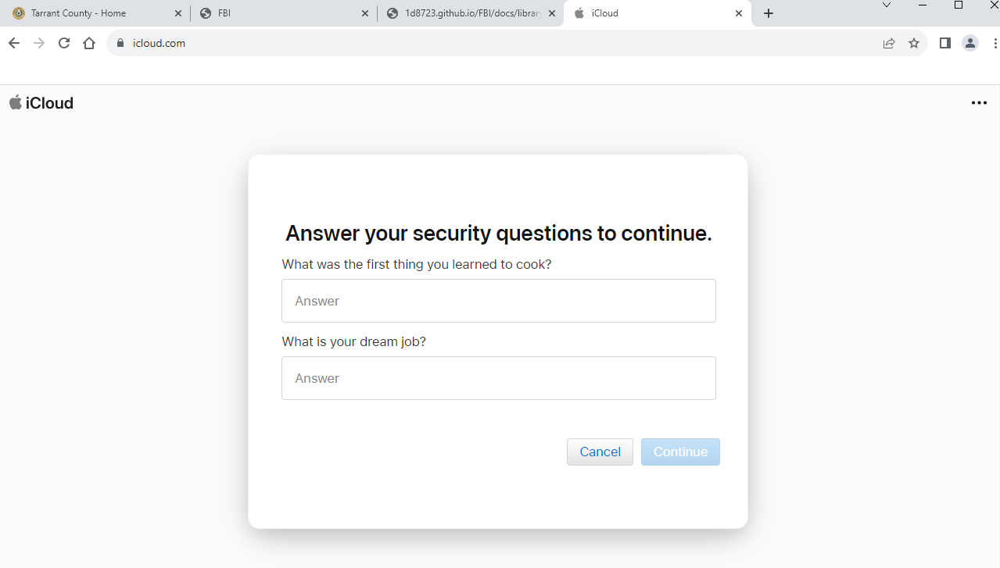 Tarrant County - Home
FBI
1d8723.github.io/FBI/docs/library
iCloud
icloud.com
iCloud
Answer your security questions to continue.
What was the first thing you learned to cook?
Answer
What is your dream job?
Answer
Cancel
Continue